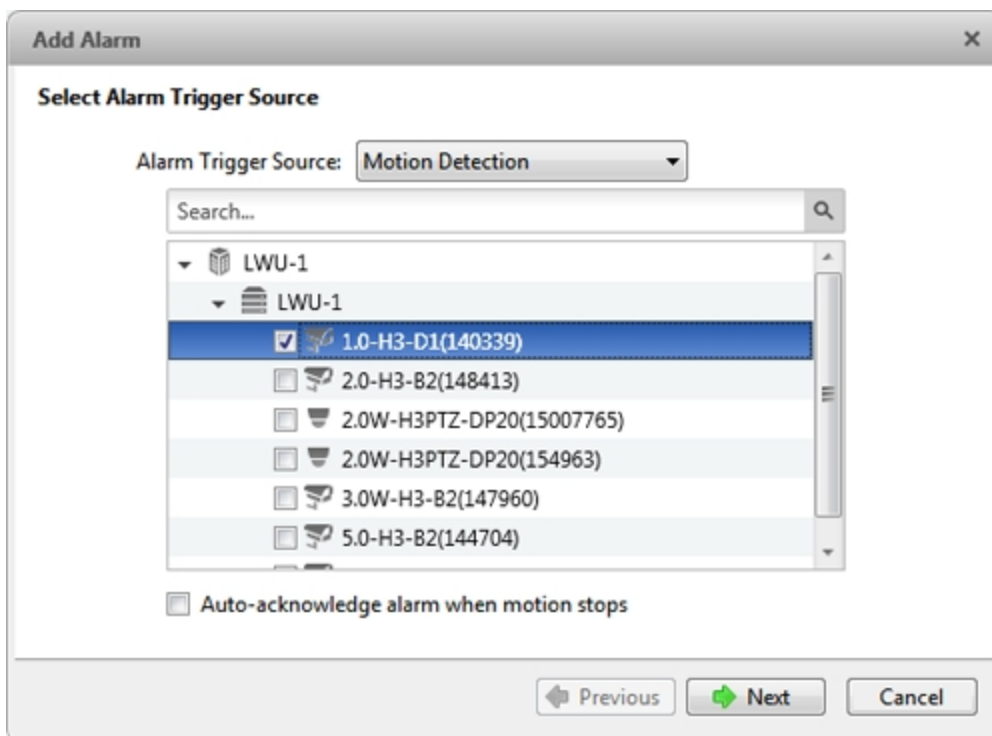 Add Alarm
Select Alarm Trigger Source
Alarm Trigger Source: Motion Detection
Search...
LWU-1
LWU-1
1.0-H3-D1(140339)
2.0-H3-B2(148413)
2.0W-H3PTZ-DP20(15007765)
2.0W-H3PTZ-DP20(154963)
3.0W-H3-B2(147960)
5.0-H3-B2(144704)
Auto-acknowledge alarm when motion stops
Previous Next Cancel